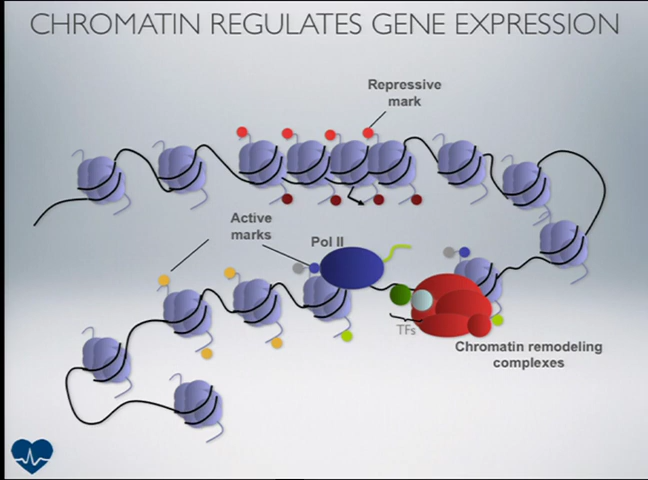 CHROMATIN REGULATES GENE EXPRESSION
Repressive
mark
Active
marks
Pol II
TFs
Chromatin remodeling
complexes